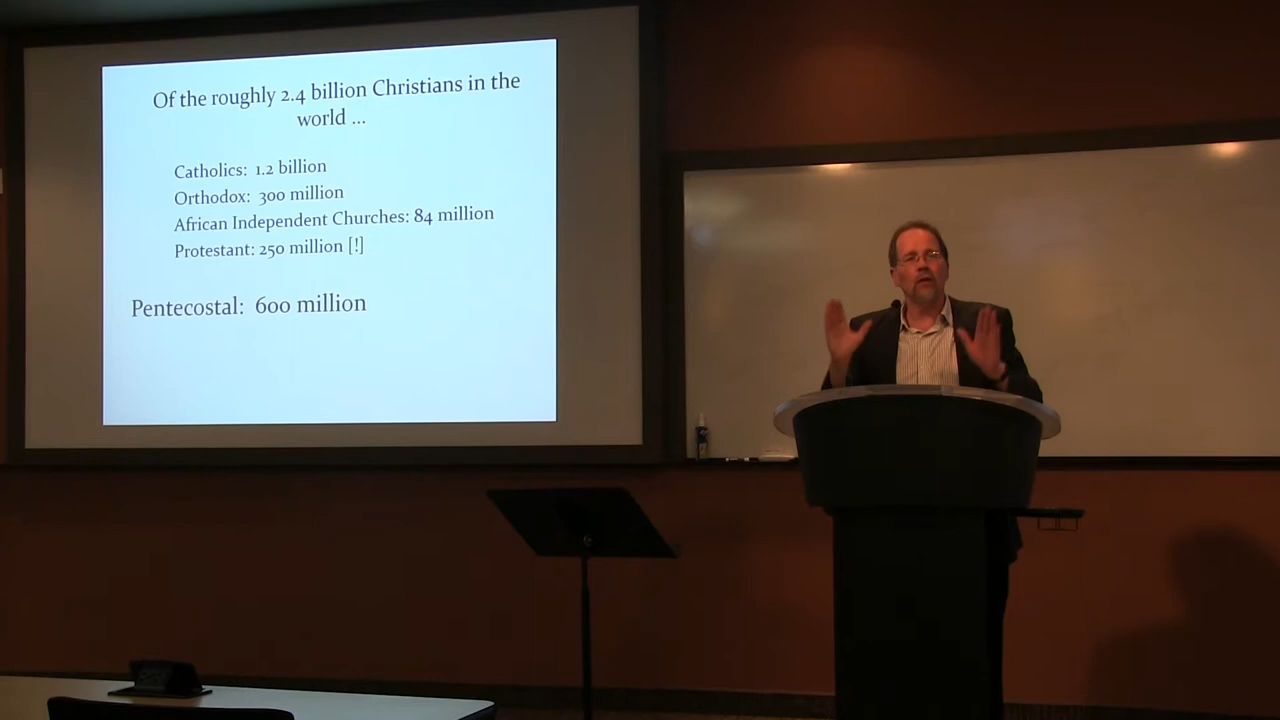 Of the roughly 2.4 billion Christians in the
world ...
Catholics: 1.2 billion
Orthodox: 300 million
African Independent Churches: 84 million
Protestant: 250 million [!]
Pentecostal: 600 million